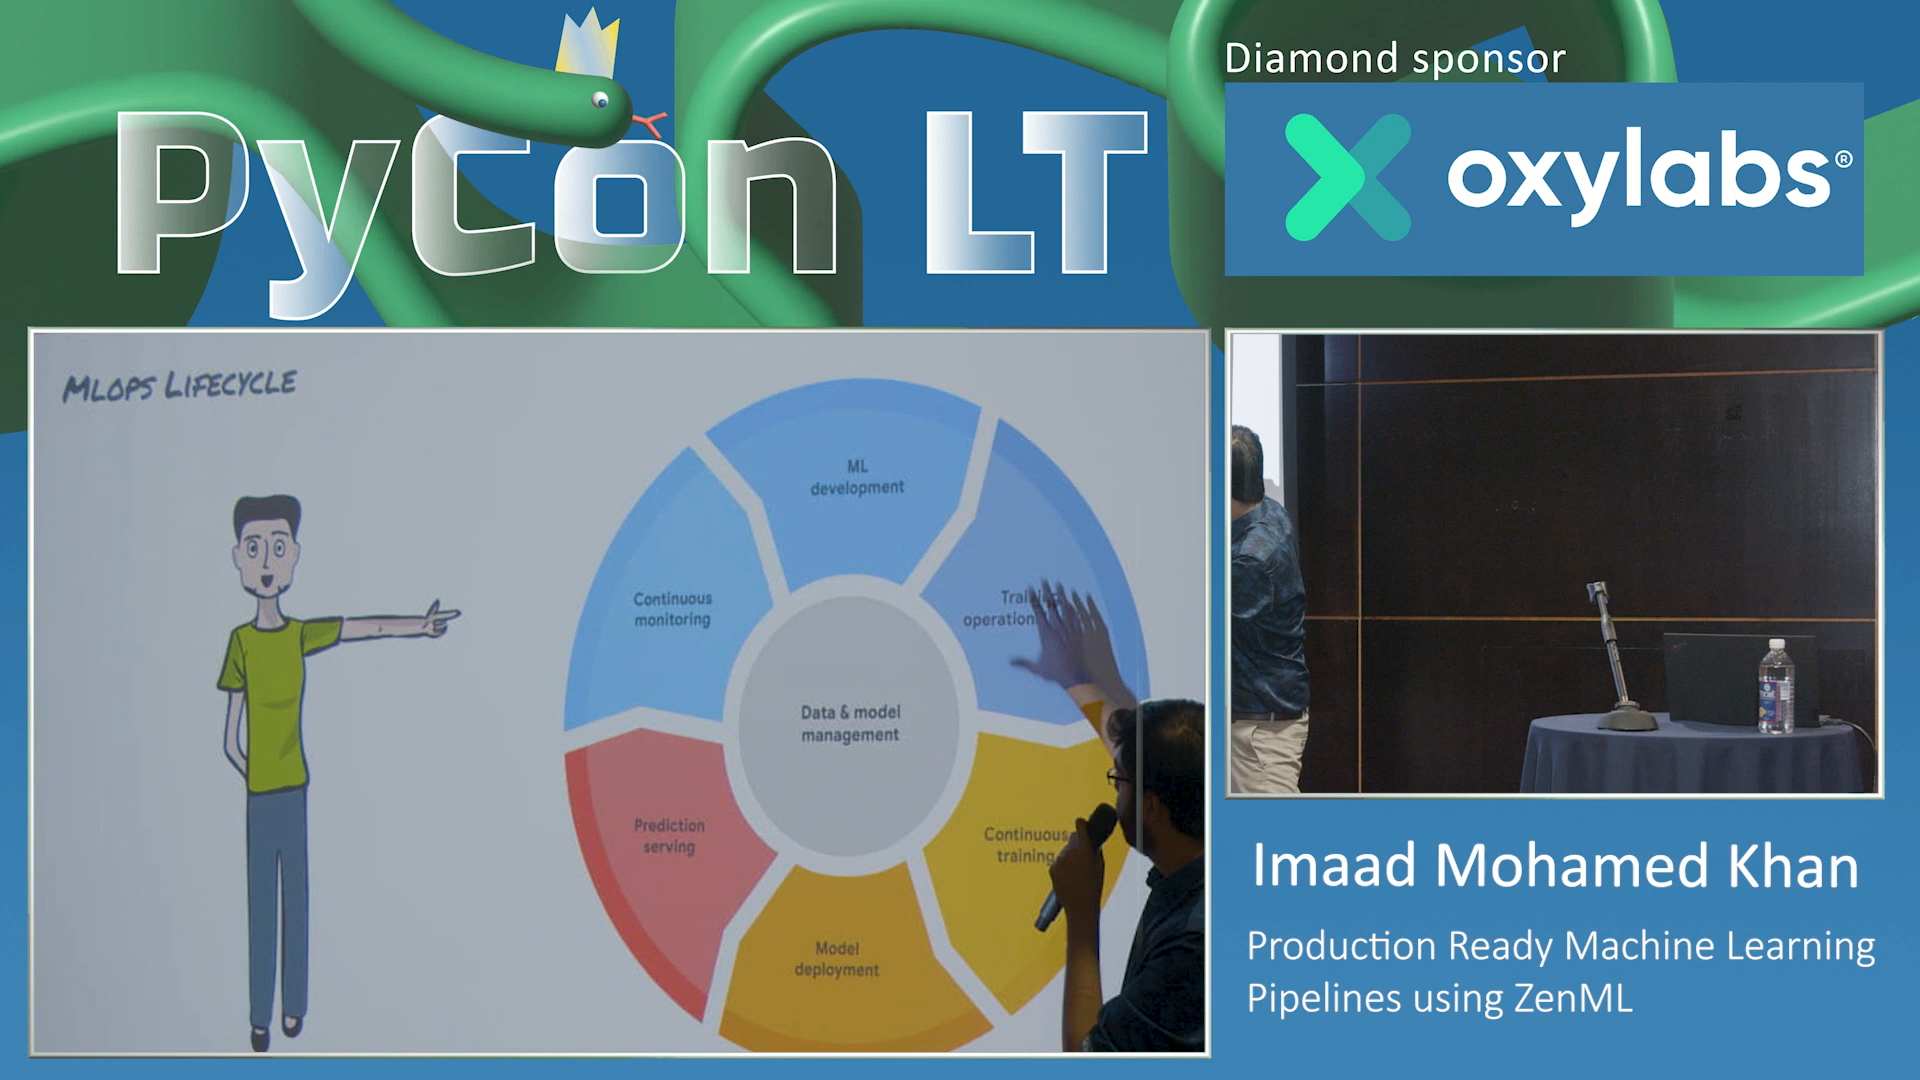 PyCon LT
Diamond sponsor
oxylabs®
MLOPS LIFECYCLE
ML
development
Continuous
monitoring
Training
operation
Data & model
management
Prediction
serving
Continuous
training
Model
deployment
Imaad Mohamed Khan
Production Ready Machine Learning
Pipelines using ZenML